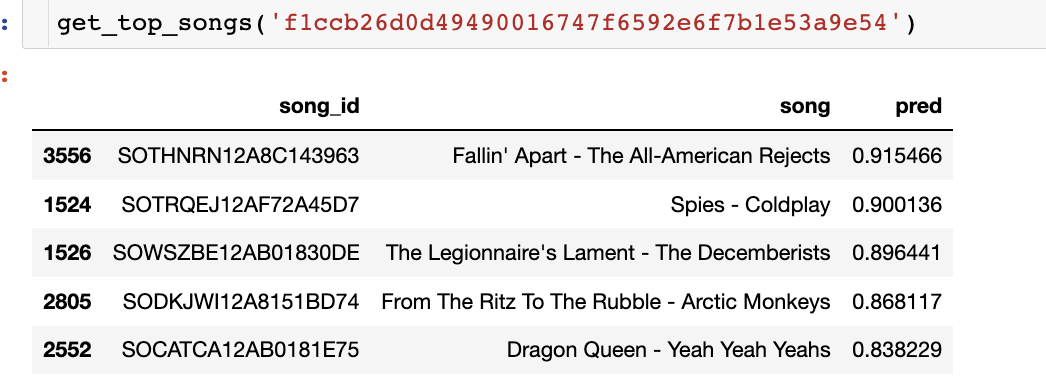 get_top_songs('f1ccb26d0d49490016747f6592e6f7b1e53a9e54')
song_id song pred
3556 SOTHNRN12A8C143963 Fallin' Apart - The All-American Rejects 0.915466
1524 SOTRQEJ12AF72A45D7 Spies - Coldplay 0.900136
1526 SOWSZBE12AB01830DE The Legionnaire's Lament - The Decemberists 0.896441
2805 SODKJWI12A8151BD74 From The Ritz To The Rubble - Arctic Monkeys 0.868117
2552 SOCATCA12AB0181E75 Dragon Queen - Yeah Yeah Yeahs 0.838229